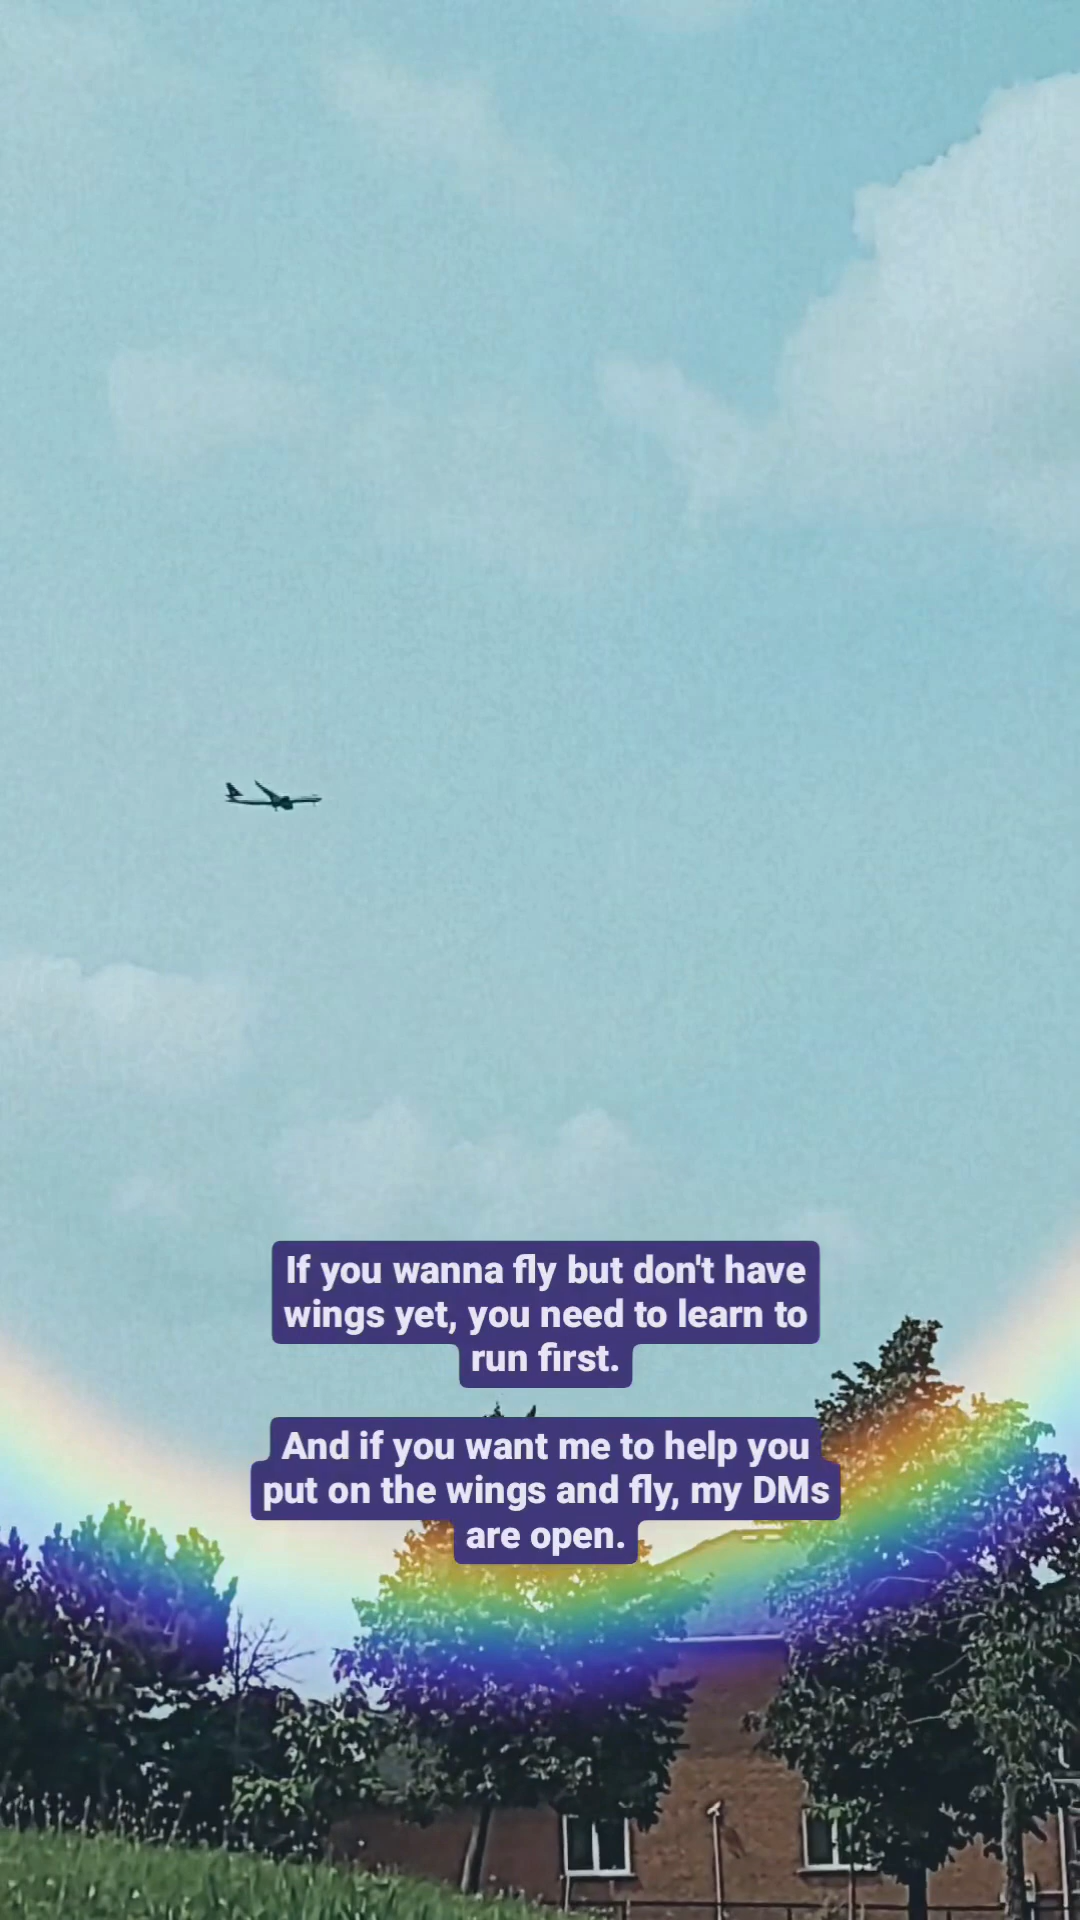 If you wanna fly but don't have
wings yet, you need to learn to
run first.
And if you want me to help you
put on the wings and fly, my DMs
are open.